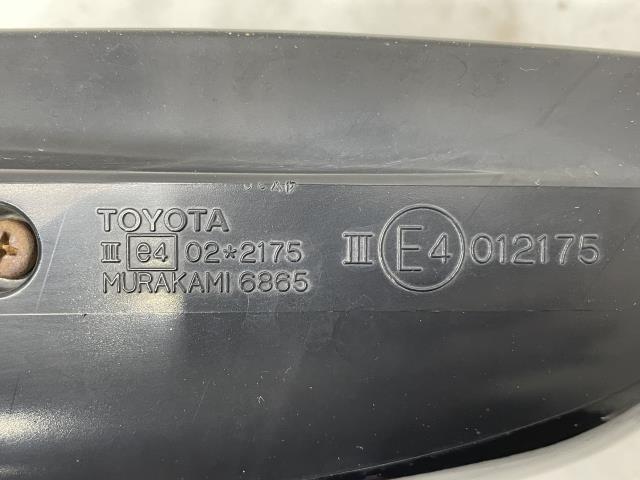 TOYOTA
III e4 02*2175
MURAKAMI 6865
III E4 012175